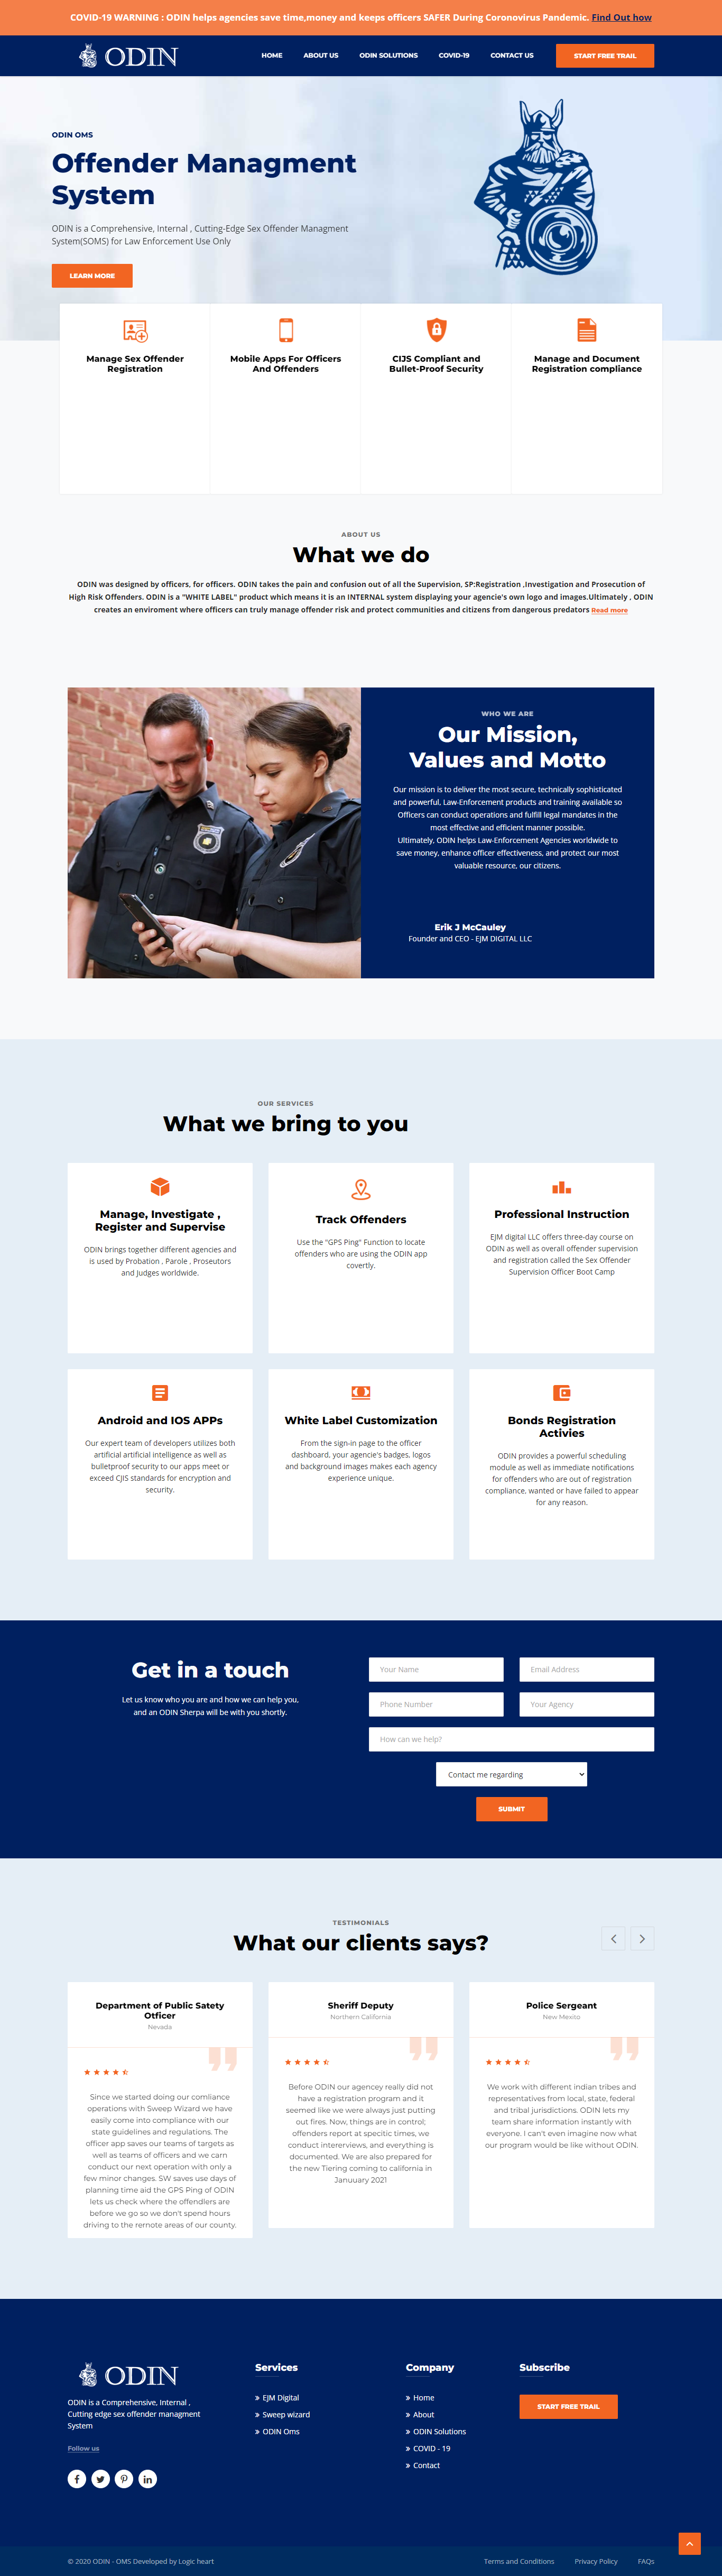 COVID-19 WARNING : ODIN helps agencies save time,money and keeps officers SAFER During Coronovirus Pandemic. Find Out how
ODIN
HOME
ABOUT US
ODIN SOLUTIONS
COVID-19
CONTACT US
START FREE TRAIL
ODIN OMS
Offender Managment
System
ODIN is a Comprehensive, Internal , Cutting-Edge Sex Offender Managment
System(SOMS) for Law Enforcement Use Only
LEARN MORE
Manage Sex Offender
Registration
Mobile Apps For Officers
And Offenders
CIJS Compliant and
Bullet-Proof Security
Manage and Document
Registration compliance
ABOUT US
What we do
ODIN was designed by officers, for officers. ODIN takes the pain and confusion out of all the Supervision, SP:Registration ,Investigation and Prosecution of
High Risk Offenders. ODIN is a "WHITE LABEL" product which means it is an INTERNAL system displaying your agencie's own logo and images.Ultimately , ODIN
creates an enviroment where officers can truly manage offender risk and protect communities and citizens from dangerous predators Read more
WHO WE ARE
Our Mission,
Values and Motto
Our mission is to deliver the most secure, technically sophisticated
and powerful, Law-Enforcement products and training available so
Officers can conduct operations and fulfill legal mandates in the
most effective and efficient manner possible.
Ultimately, ODIN helps Law-Enforcement Agencies worldwide to
save money, enhance officer effectiveness, and protect our most
valuable resource, our citizens.
Erik J McCauley
Founder and CEO - EJM DIGITAL LLC
OUR SERVICES
What we bring to you
Manage, Investigate ,
Register and Supervise
ODIN brings together different agencies and
is used by Probation , Parole , Proseutors
and Judges worldwide.
Track Offenders
Use the "GPS Ping" Function to locate
offenders who are using the ODIN app
covertly.
Professional Instruction
EJM digital LLC offers three-day course on
ODIN as well as overall offender supervision
and registration called the Sex Offender
Supervision Officer Boot Camp
Android and IOS APPs
Our expert team of developers utilizes both
artificial artificial intelligence as well as
bulletproof security to our apps meet or
exceed CJIS standards for encryption and
security.
White Label Customization
From the sign-in page to the officer
dashboard, your agencie's badges, logos
and background images makes each agency
experience unique.
Bonds Registration
Activies
ODIN provides a powerful scheduling
module as well as immediate notifications
for offenders who are out of registration
compliance, wanted or have failed to appear
for any reason.
Get in a touch
Let us know who you are and how we can help you,
and an ODIN Sherpa will be with you shortly.
Your Name
Email Address
Phone Number
Your Agency
How can we help?
Contact me regarding
SUBMIT
TESTIMONIALS
What our clients says?
Department of Public Satety
Otficer
Nevada
Since we started doing our comliance
operations with Sweep Wizard we have
easily come into compliance with our
state guidelines and regulations. The
officer app saves our teams of targets as
well as teams of officers and we carn
conduct our next operation with only a
few minor changes. SW saves use days of
planning time aid the GPS Ping of ODIN
lets us check where the offendlers are
before we go so we don't spend hours
driving to the rernote areas of our county.
Sheriff Deputy
Northern California
Before ODIN our agencey really did not
have a registration program and it
seemed like we were always just putting
out fires. Now, things are in control;
offenders report at specitic times, we
conduct intererviews, and everything is
documented. We are also prepared for
the new Tiering coming to california in
Januuary 2021
Police Sergeant
New Mexito
We work with different indian tribes and
representatives from local, state, federal
and tribal jurisdictions. ODIN lets my
team share information instantly with
everyone. I can't even imagine now what
our program would be like without ODIN.
ODIN
ODIN is a Comprehensive, Internal ,
Cutting edge sex offender managment
System
Follow us
Services
EJM Digital
Sweep wizard
ODIN Oms
Company
Home
About
ODIN Solutions
COVID - 19
Contact
Subscribe
START FREE TRAIL
© 2020 ODIN - OMS Developed by Logic heart
Terms and Conditions
Privacy Policy
FAQs